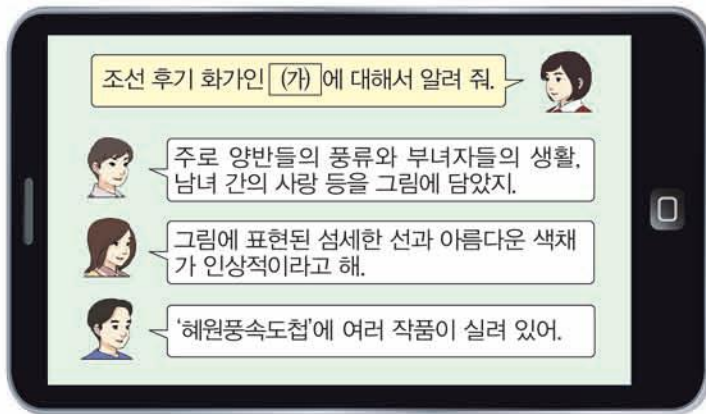 조선 후기 화가인 (가) 에 대해서 알려 줘.
주로 양반들의 풍류와 부녀자들의 생활,
남녀 간의 사랑 등을 그림에 담았지.
그림에 표현된 섬세한 선과 아름다운 색채
가 인상적이라고 해.
‘혜원풍속도첩’에 여러 작품이 실려 있어.